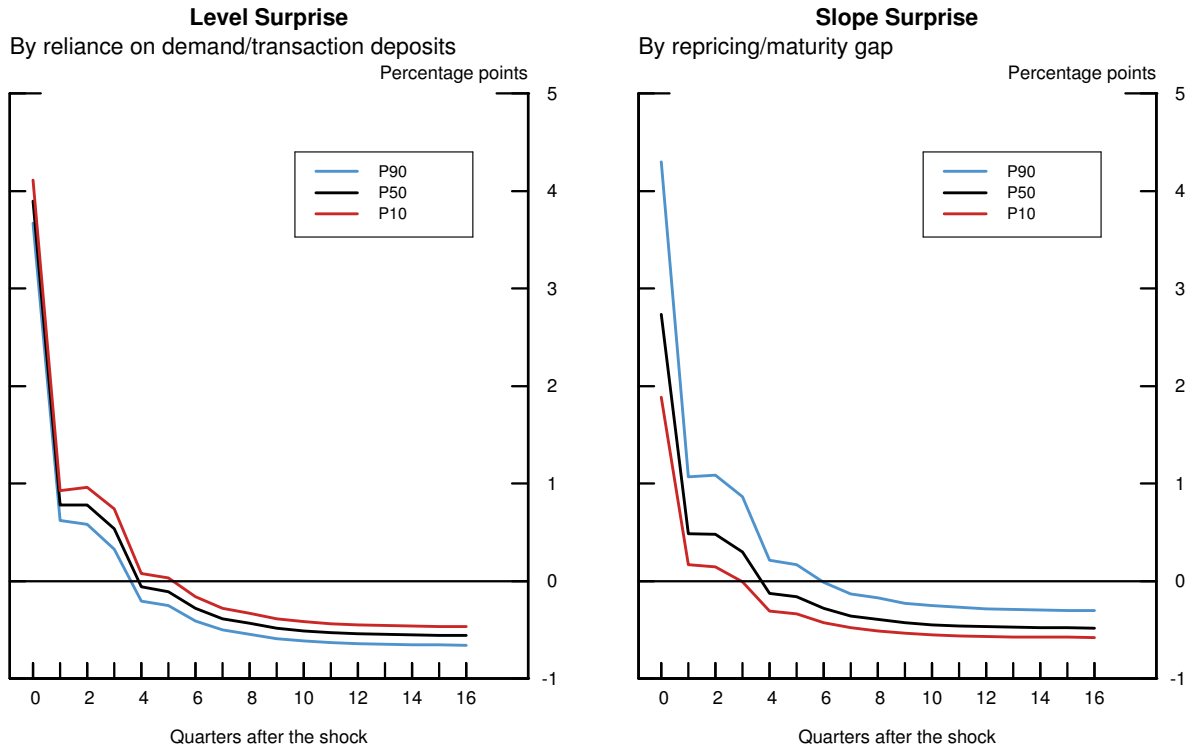 Level Surprise
By reliance on demand/transaction deposits
Percentage points
5
4
3
2
1
0
-1
P90
P50
P10
0 2 4 6 8 10 12 14 16
Quarters after the shock
Slope Surprise
By repricing/maturity gap
Percentage points
5
4
3
2
1
0
-1
P90
P50
P10
0 2 4 6 8 10 12 14 16
Quarters after the shock